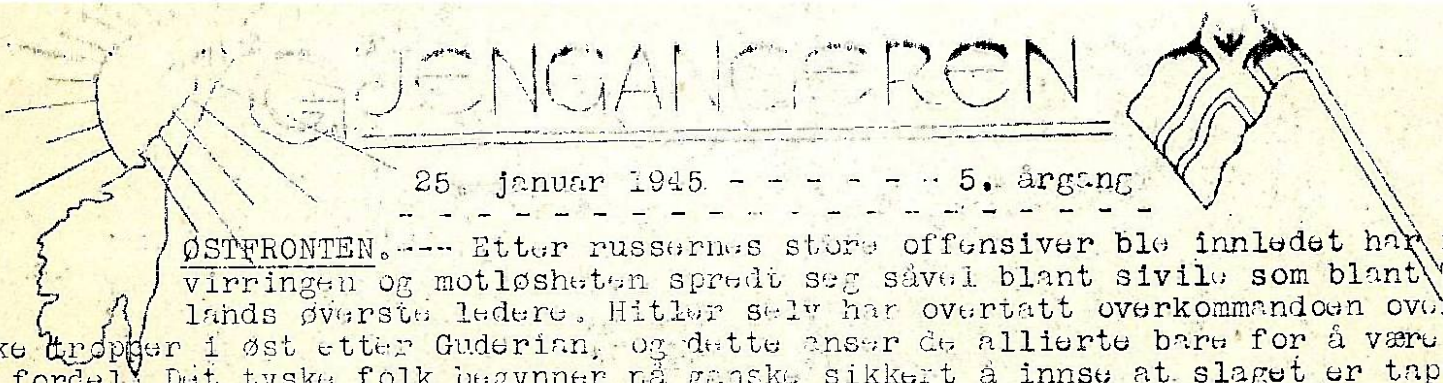 GJENGANGEREN
25. januar 1945 - - - - - - - 5. årgang
ØSTFRONTEN. --- Etter russernes store offensiver ble innledet har
virringen og motløsheten spredt seg såvel blant sivile som blant
lands øverste ledere. Hitler selv har overtatt overkommandoen ove
ke tropper i øst etter Guderian, og dette anser de allierte bare for å være
fordel. Det tyske folk begynner nå ganske sikkert å innse at slaget er tap